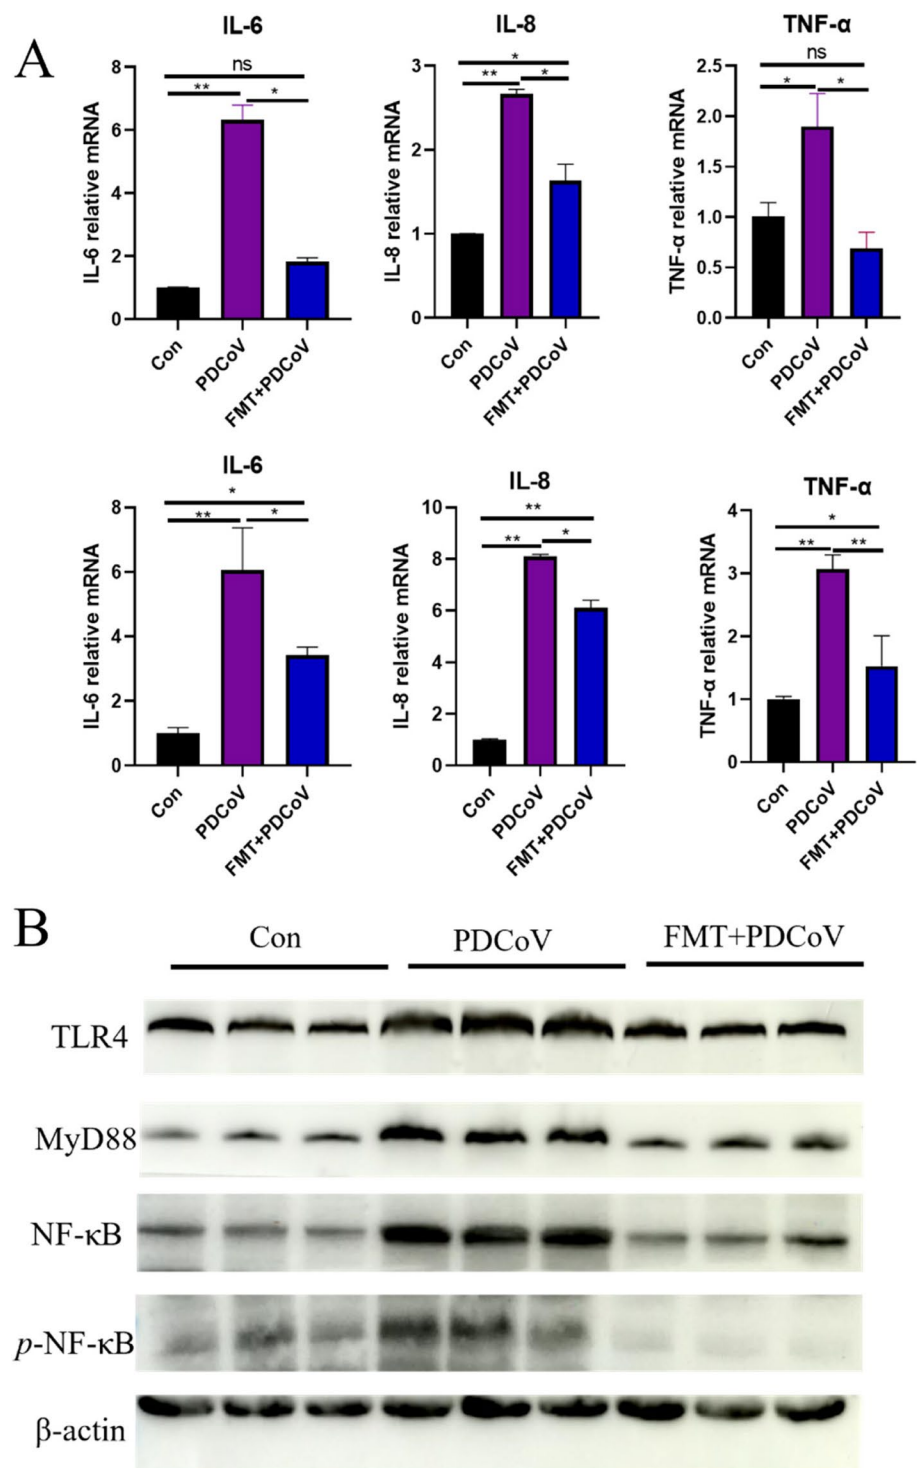 A
IL-6
IL-6 relative mRNA
8
6
4
2
0
ns
**
*
Con
PDCoV
FMT+PDCoV
IL-8
IL-8 relative mRNA
3
2
1
0
*
**
*
Con
PDCoV
FMT+PDCoV
TNF-α
TNF-α relative mRNA
2.5
2.0
1.5
1.0
0.5
0.0
ns
*
*
Con
PDCoV
FMT+PDCoV
IL-6
IL-6 relative mRNA
8
6
4
2
0
*
**
*
Con
PDCoV
FMT+PDCoV
IL-8
IL-8 relative mRNA
10
8
6
4
2
0
**
**
*
Con
PDCoV
FMT+PDCoV
TNF-α
TNF-α relative mRNA
4
3
2
1
0
*
**
**
Con
PDCoV
FMT+PDCoV
B
Con
PDCoV
FMT+PDCoV
TLR4
MyD88
NF-κB
p-NF-κB
β-actin